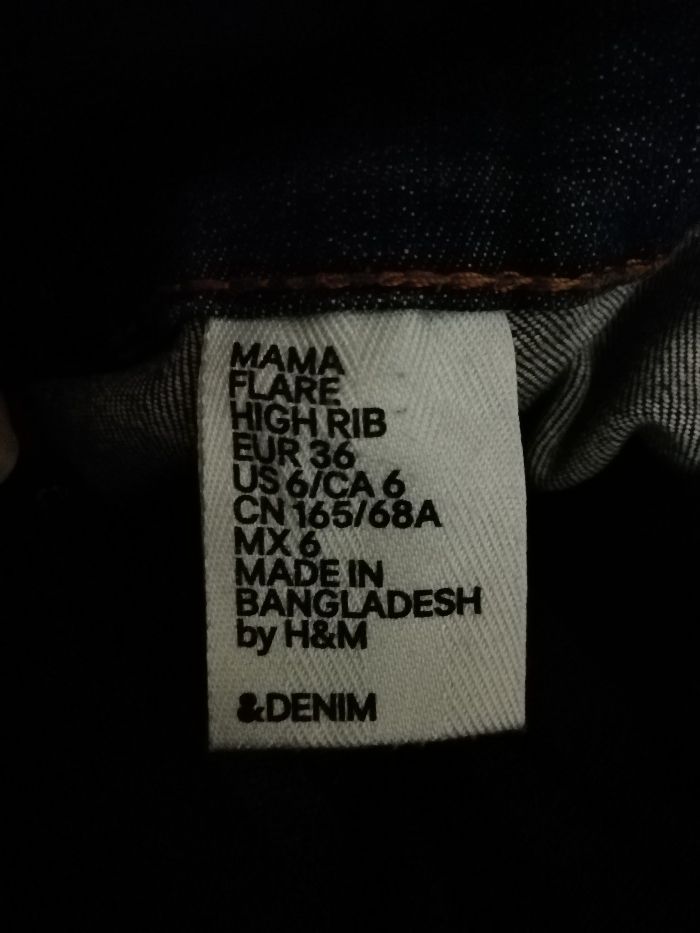 MAMA
FLARE
HIGH RIB
EUR 36
US 6/CA 6
CN 165/68A
MX 6
MADE IN
BANGLADESH
by H&M
&DENIM